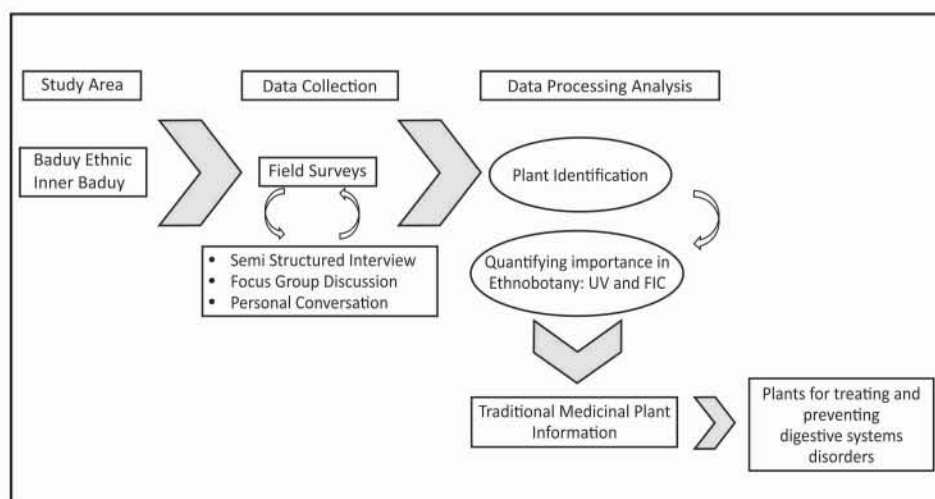 Study Area
Data Collection
Data Processing Analysis
Baduy Ethnic
Inner Baduy
Field Surveys
• Semi Structured Interview
• Focus Group Discussion
• Personal Conversation
Plant Identification
Quantifying importance in
Ethnobotany: UV and FIC
Traditional Medicinal Plant
Information
Plants for treating and
preventing
digestive systems
disorders